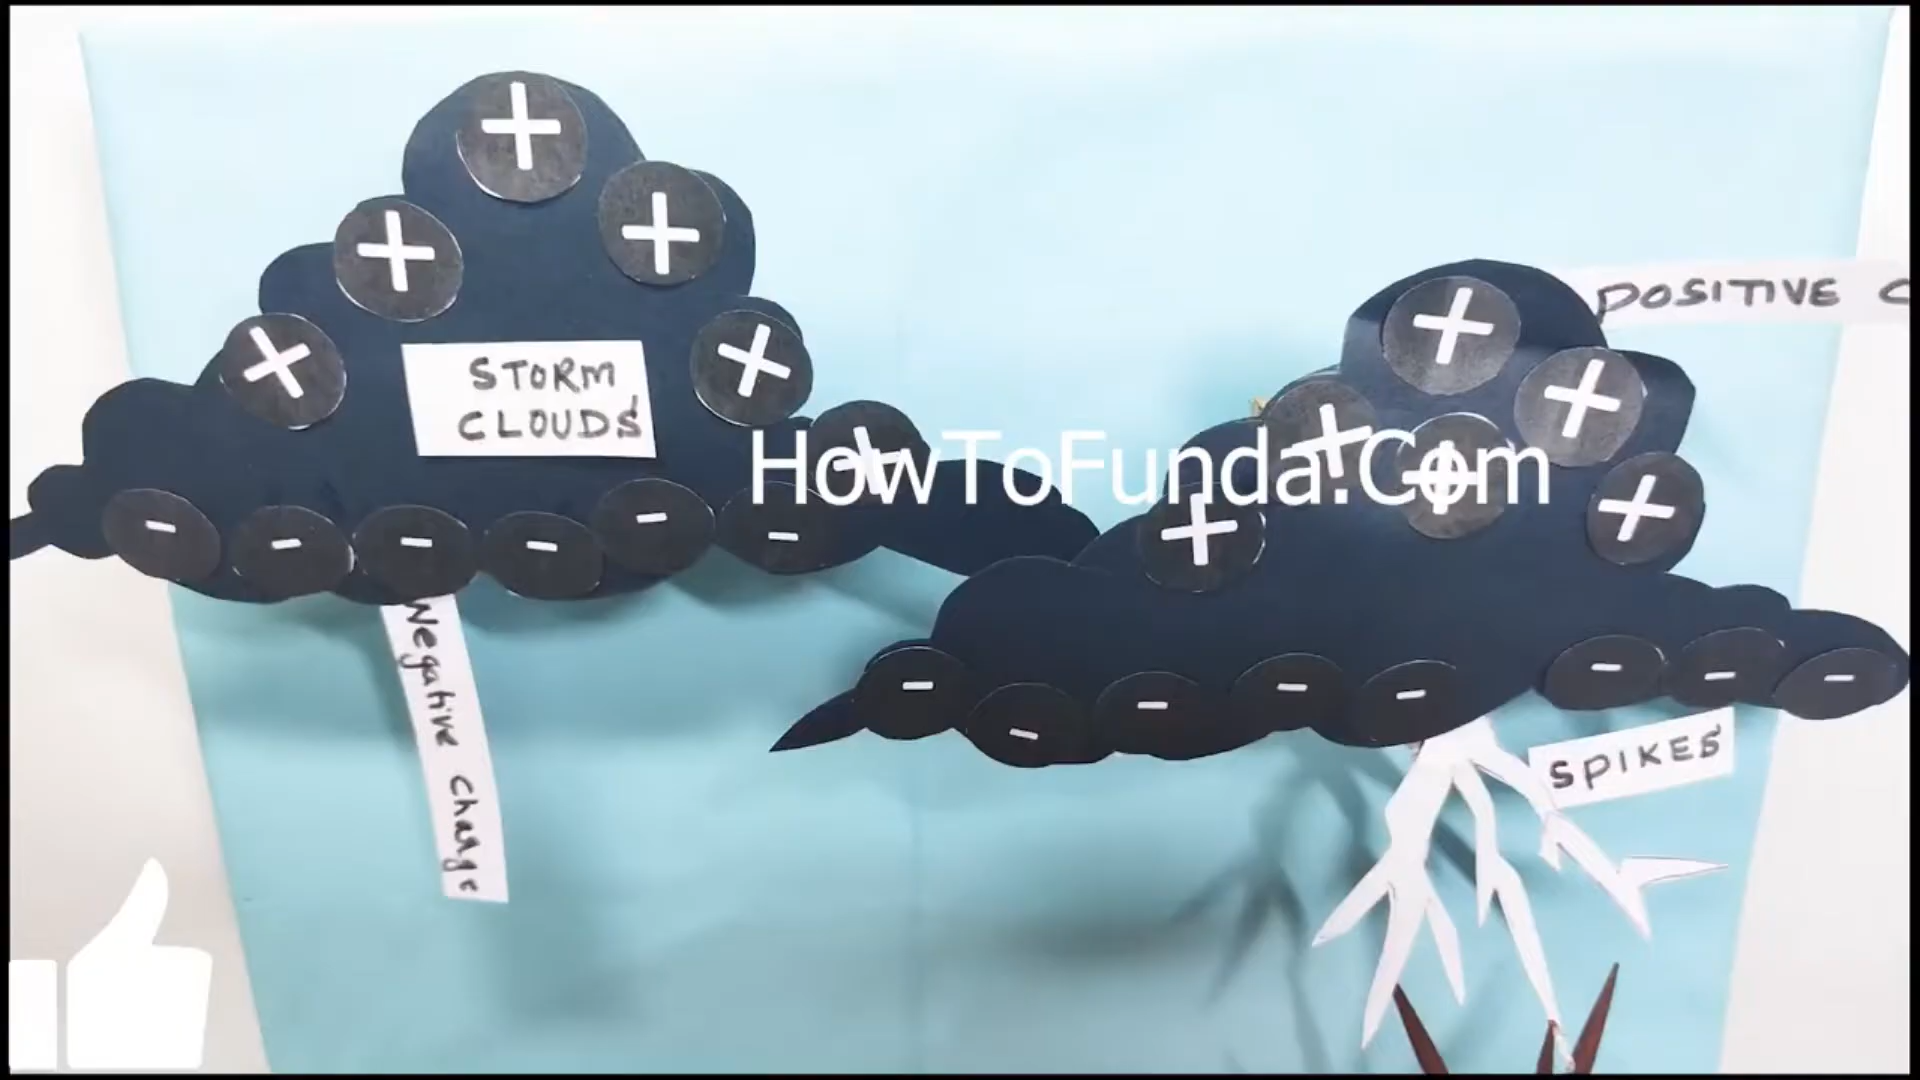 STORM
CLOUDS
POSITIVE C
HowToFunda.Com
Negative Charge
SPIKES